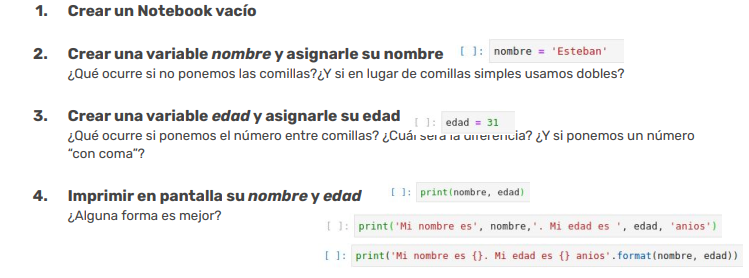 1. Crear un Notebook vacío
2. Crear una variable nombre y asignarle su nombre [ ]: nombre = 'Esteban'
¿Qué ocurre si no ponemos las comillas?¿Y si en lugar de comillas simples usamos dobles?
3. Crear una variable edad y asignarle su edad [ ]: edad = 31
¿Qué ocurre si ponemos el número entre comillas? ¿Cuál sera la diferencia? ¿Y si ponemos un número
“con coma”?
4. Imprimir en pantalla su nombre y edad [ ]: print(nombre, edad)
¿Alguna forma es mejor?
[ ]: print('Mi nombre es', nombre,'. Mi edad es ', edad, 'anios')
[ ]: print('Mi nombre es {}. Mi edad es {} anios'.format(nombre, edad))